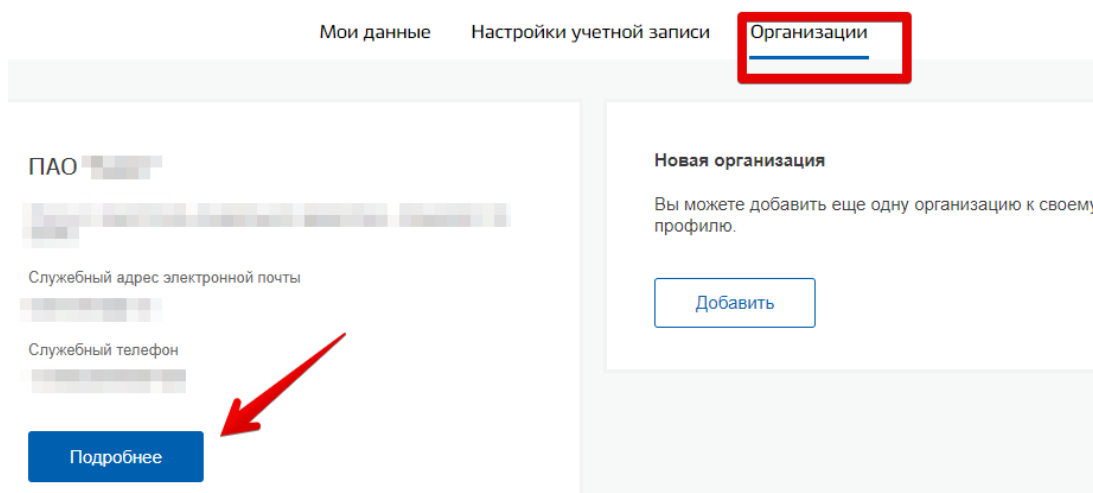 Мои данные Настройки учетной записи Организации
ПАО
Служебный адрес электронной почты
Служебный телефон
Подробнее
Новая организация
Вы можете добавить еще одну организацию к своему
профилю.
Добавить